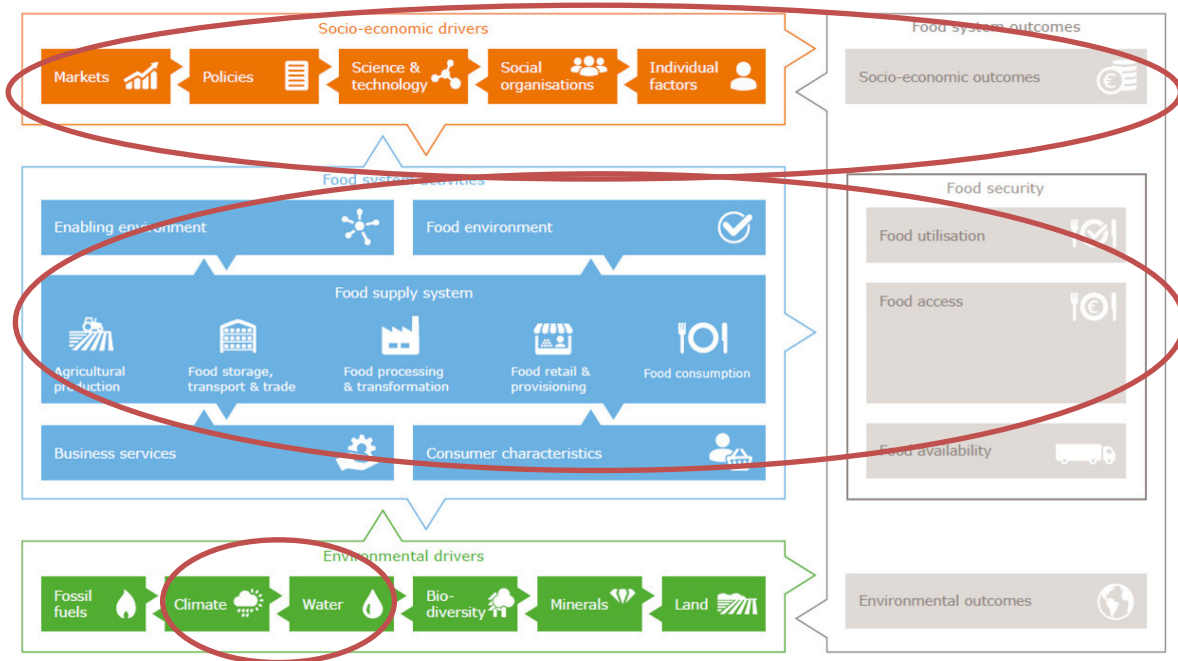 Socio-economic drivers
Markets
Policies
Science &
technology
Social
organisations
Individual
factors
Food system outcomes
Socio-economic outcomes
Food system activities
Enabling environment
Food environment
Food supply system
Agricultural
production
Food storage,
transport & trade
Food processing
& transformation
Food retail &
provisioning
Food consumption
Business services
Consumer characteristics
Food security
Food utilisation
Food access
Food availability
Environmental drivers
Fossil
fuels
Climate
Water
Bio-
diversity
Minerals
Land
Environmental outcomes